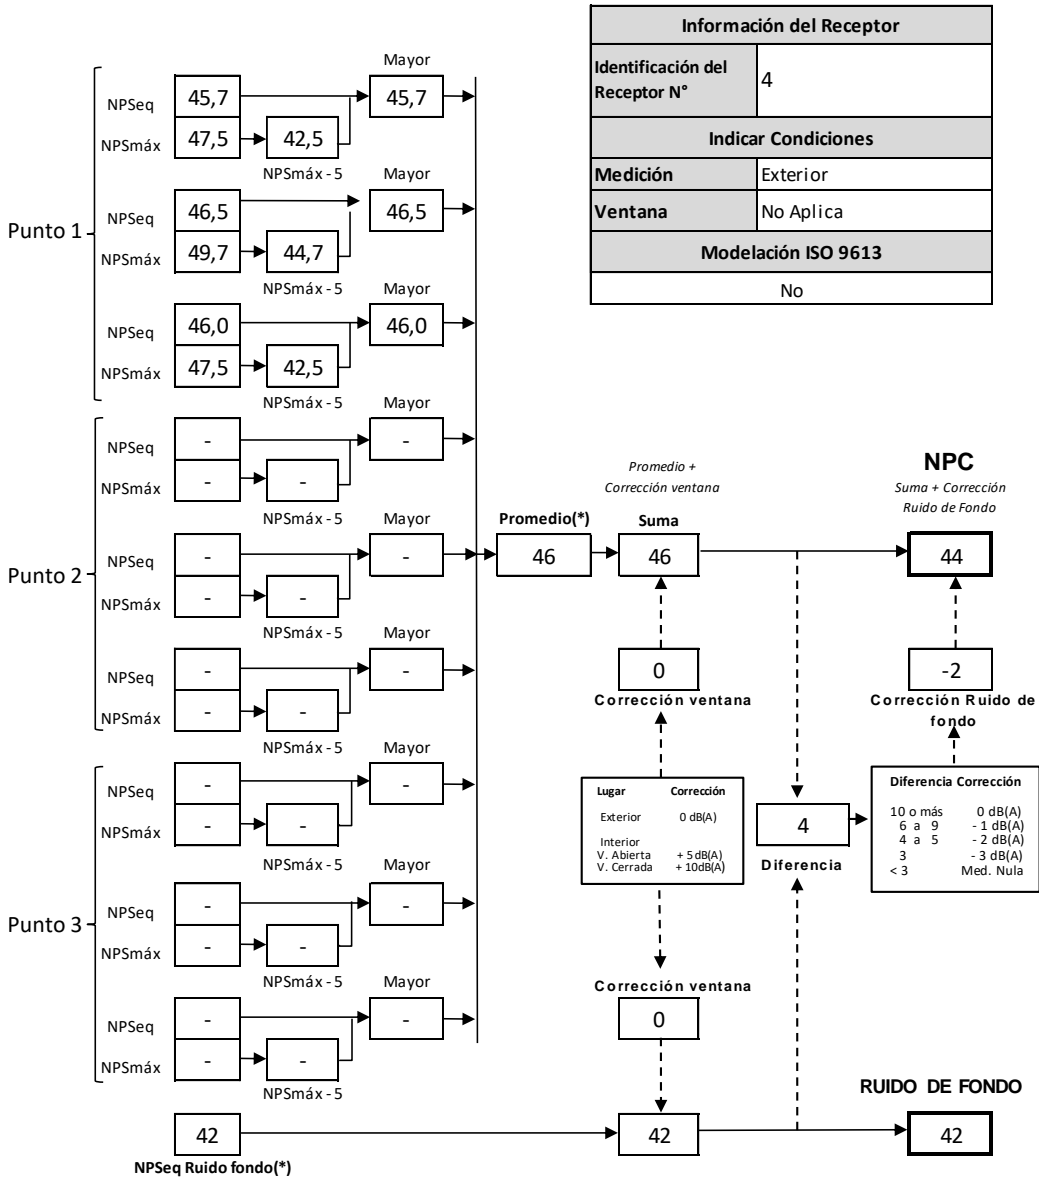 Información del Receptor
Identificación del
Receptor N°
4
Indicar Condiciones
Medición
Exterior
Ventana
No Aplica
Modelación ISO 9613
No
Punto 1
Mayor
NPSeq
45,7
45,7
NPSmáx
47,5
42,5
NPSmáx - 5
Mayor
NPSeq
46,5
46,5
NPSmáx
49,7
44,7
NPSmáx - 5
Mayor
NPSeq
46,0
46,0
NPSmáx
47,5
42,5
NPSmáx - 5
Mayor
Punto 2
NPSeq
-
-
NPSmáx
-
-
NPSmáx - 5
Mayor
NPSeq
-
-
NPSmáx
-
-
NPSmáx - 5
Mayor
NPSeq
-
-
NPSmáx
-
-
NPSmáx - 5
Mayor
Punto 3
NPSeq
-
-
NPSmáx
-
-
NPSmáx - 5
Mayor
NPSeq
-
-
NPSmáx
-
-
NPSmáx - 5
Mayor
NPSeq
-
-
NPSmáx
-
-
NPSmáx - 5
Promedio(*)
46
Promedio +
Corrección ventana
Suma
46
NPC
Suma + Corrección
Ruido de Fondo
44
0
Corrección ventana
-2
Corrección Ruido de
fondo
Lugar Corrección
Exterior 0 dB(A)
Interior
V. Abierta + 5dB(A)
V. Cerrada + 10dB(A)
4
Diferencia
Diferencia Corrección
10 o más 0 dB(A)
6 a 9 - 1 dB(A)
4 a 5 - 2 dB(A)
3 - 3 dB(A)
< 3 Med. Nula
Corrección ventana
0
RUIDO DE FONDO
42
42
42
NPSeq Ruido fondo(*)